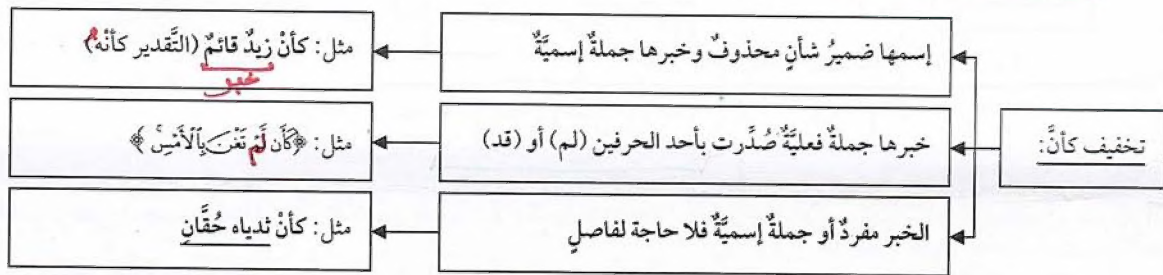 تخفيف كأنَّ:
إسمها ضميرُ شأنٍ محذوفٌ وخبرها جملةٌ إسميَّةٌ
مثل: كأنْ زيدٌ قائمٌ (التَّقدير كأنْهُ)
خبر
خبرها جملةٌ فعليَّةٌ صُدِّرت بأحد الحرفين (لم) أو (قد)
مثل: ﴿كَأَن لَّمْ تَغْنَ بِالْأَمْسِ﴾
الخبر مفردٌ أو جملةٌ إسميَّةٌ فلا حاجة لفاصلٍ
مثل: كأنْ ثدياه حُقَّانِ